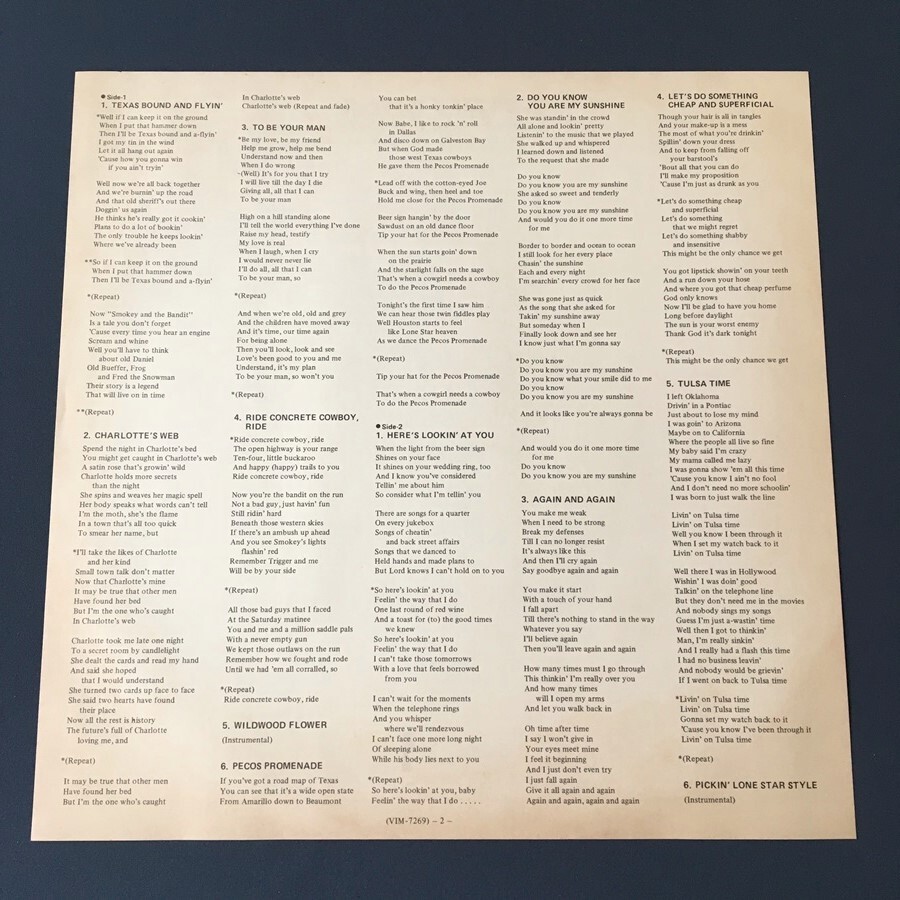 ●Side-1
1. TEXAS BOUND AND FLYIN'
*Well if I can keep it on the ground
When I put that hammer down
Then I'll be Texas bound and a-flyin'
I got my tin in the wind
Let it all hang out again
'Cause how you gonna win
if you ain't tryin'
Well now we're all back together
And we're burnin' up the road
And that old sheriff's out there
Doggin' us again
He thinks he's really got it cookin'
Plans to do a lot of bookin'
The only trouble he keeps lookin'
Where we've already been
**So if I can keep it on the ground
When I put that hammer down
Then I'll be Texas bound and a-flyin'
*(Repeat)
Now "Smokey and the Bandit"
Is a tale you don't forget
'Cause every time you hear an engine
Scream and whine
Well you'll have to think
about old Daniel
Old Bueffer, Frog
and Fred the Snowman
Their story is a legend
That will live on in time
**(Repeat)
2. CHARLOTTE'S WEB
Spend the night in Charlotte's bed
You might get caught in Charlotte's web
A satin rose that's growin' wild
Charlotte holds more secrets
than the night
She spins and weaves her magic spell
Her body speaks what words can't tell
I'm the moth, she's the flame
In a town that's all too quick
To smear her name, but
*I'll take the likes of Charlotte
and her kind
Small town talk don't matter
Now that Charlotte's mine
It may be true that other men
Have found her bed
But I'm the one who's caught
In Charlotte's web
Charlotte took me late one night
To a secret room by candlelight
She dealt the cards and read my hand
And said she hoped
that I would understand
She turned two cards up face to face
She said two hearts have found
their place
Now all the rest is history
The future's full of Charlotte
loving me, and
*(Repeat)
It may be true that other men
Have found her bed
But I'm the one who's caught
In Charlotte's web
Charlotte's web (Repeat and fade)
3. TO BE YOUR MAN
*Be my love, be my friend
Help me grow, help me bend
Understand now and then
When I do wrong
~(Well) It's for you that I try
I will live till the day I die
Giving all, all that I can
To be your man
High on a hill standing alone
I'll tell the world everything I've done
Raise my head, testify
My love is real
When I laugh, when I cry
I would never never lie
I'll do all, all that I can
To be your man, so
*(Repeat)
And when we're old, old and grey
And the children have moved away
And it's time, our time again
For being alone
Then you'll look, look and see
Love's been good to you and me
Understand, it's my plan
To be your man, so won't you
*(Repeat)
4. RIDE CONCRETE COWBOY,
RIDE
*Ride concrete cowboy, ride
The open highway is your range
Ten-four, little buckaroo
And happy (happy) trails to you
Ride concrete cowboy, ride
Now you're the bandit on the run
Not a bad guy, just havin' fun
Still ridin' hard
Beneath those western skies
If there's an ambush up ahead
And you see Smokey's lights
flashin' red
Remember Trigger and me
Will be by your side
*(Repeat)
All those bad guys that I faced
At the Saturday matinee
You and me and a million saddle pals
With a never empty gun
We kept those outlaws on the run
Remember how we fought and rode
Until we had 'em all corralled, so
*(Repeat)
Ride concrete cowboy, ride
5. WILDWOOD FLOWER
(Instrumental)
6. PECOS PROMENADE
If you've got a road map of Texas
You can see that it's a wide open state
From Amarillo down to Beaumont
You can bet
that it's a honky tonkin' place
Now Babe, I like to rock 'n' roll
in Dallas
And disco down on Galveston Bay
But when God made
those west Texas cowboys
He gave them the Pecos Promenade
*Lead off with the cotton-eyed Joe
Buck and wing, then heel and toe
Hold me close for the Pecos Promenade
Beer sign hangin' by the door
Sawdust on an old dance floor
Tip your hat for the Pecos Promenade
When the sun starts goin' down
on the prairie
And the starlight falls on the sage
That's when a cowgirl needs a cowboy
To do the Pecos Promenade
Tonight's the first time I saw him
We can hear those twin fiddles play
Well Houston starts to feel
like Lone Star heaven
As we dance the Pecos Promenade
*(Repeat)
Tip your hat for the Pecos Promenade
That's when a cowgirl needs a cowboy
To do the Pecos Promenade
●Side-2
1. HERE'S LOOKIN' AT YOU
When the light from the beer sign
Shines on your face
It shines on your wedding ring, too
And I know you've considered
Tellin' me about him
So consider what I'm tellin' you
There are songs for a quarter
On every jukebox
Songs of cheatin'
and back street affairs
Songs that we danced to
Held hands and made plans to
But Lord knows I can't hold on to you
*So here's lookin' at you
Feelin' the way that I do
One last round of red wine
And a toast for (to) the good times
we knew
So here's lookin' at you
Feelin' the way that I do
I can't take those tomorrows
With a love that feels borrowed
from you
I can't wait for the moments
When the telephone rings
And you whisper
where we'll rendezvous
I can't face one more long night
Of sleeping alone
While his body lies next to you
*(Repeat)
So here's lookin' at you, baby
Feelin' the way that I do . . . . .
2. DO YOU KNOW
YOU ARE MY SUNSHINE
She was standin' in the crowd
All alone and lookin' pretty
Listenin' to the music that we played
She walked up and whispered
I learned down and listened
To the request that she made
Do you know
Do you know you are my sunshine
She asked so sweet and tenderly
Do you know
Do you know you are my sunshine
And would you do it one more time
for me
Border to border and ocean to ocean
I still look for her every place
Chasin' the sunshine
Each and every night
I'm searchin' every crowd for her face
She was gone just as quick
As the song that she asked for
Takin' my sunshine away
But someday when I
Finally look down and see her
I know just what I'm gonna say
*Do you know
Do you know you are my sunshine
Do you know what your smile did to me
Do you know
Do you know you are my sunshine
And it looks like you're always gonna be
*(Repeat)
And would you do it one more time
for me
Do you know
Do you know you are my sunshine
3. AGAIN AND AGAIN
You make me weak
When I need to be strong
Break my defenses
Till I can no longer resist
It's always like this
And then I'll cry again
Say goodbye again and again
You make it start
With a touch of your hand
I fall apart
Till there's nothing to stand in the way
Whatever you say
I'll believe again
Then you'll leave again and again
How many times must I go through
This thinkin' I'm really over you
And how many times
will I open my arms
And let you walk back in
Oh time after time
I say I won't give in
Your eyes meet mine
I feel it beginning
And I just don't even try
I just fall again
Give it all again and again
Again and again, again and again
4. LET'S DO SOMETHING
CHEAP AND SUPERFICIAL
Though your hair is all in tangles
And your make-up is a mess
The most of what you're drinkin'
Spillin' down your dress
And to keep from falling off
your barstool's
'Bout all that you can do
I'll make my proposition
'Cause I'm just as drunk as you
*Let's do something cheap
and superficial
Let's do something
that we might regret
Let's do something shabby
and insensitive
This might be the only chance we get
You got lipstick showin' on your teeth
And a run down your hose
And where you got that cheap perfume
God only knows
Now I'll be glad to have you home
Long before daylight
The sun is your worst enemy
Thank God it's dark tonight
*(Repeat)
This might be the only chance we get
5. TULSA TIME
I left Oklahoma
Drivin' in a Pontiac
Just about to lose my mind
I was goin' to Arizona
Maybe on to California
Where the people all live so fine
My baby said I'm crazy
My mama called me lazy
I was gonna show 'em all this time
'Cause you know I ain't no fool
And I don't need no more schoolin'
I was born to just walk the line
Livin' on Tulsa time
Livin' on Tulsa time
Well you know I been through it
When I set my watch back to it
Livin' on Tulsa time
Well there I was in Hollywood
Wishin' I was doin' good
Talkin' on the telephone line
But they don't need me in the movies
And nobody sings my songs
Guess I'm just a-wastin' time
Well then I got to thinkin'
Man, I'm really sinkin'
And I really had a flash this time
I had no business leavin'
And nobody would be grievin'
If I went on back to Tulsa time
*Livin' on Tulsa time
Livin' on Tulsa time
Gonna set my watch back to it
'Cause you know I've been through it
Livin' on Tulsa time
*(Repeat)
6. PICKIN' LONE STAR STYLE
(Instrumental)
(VIM-7269) – 2 –